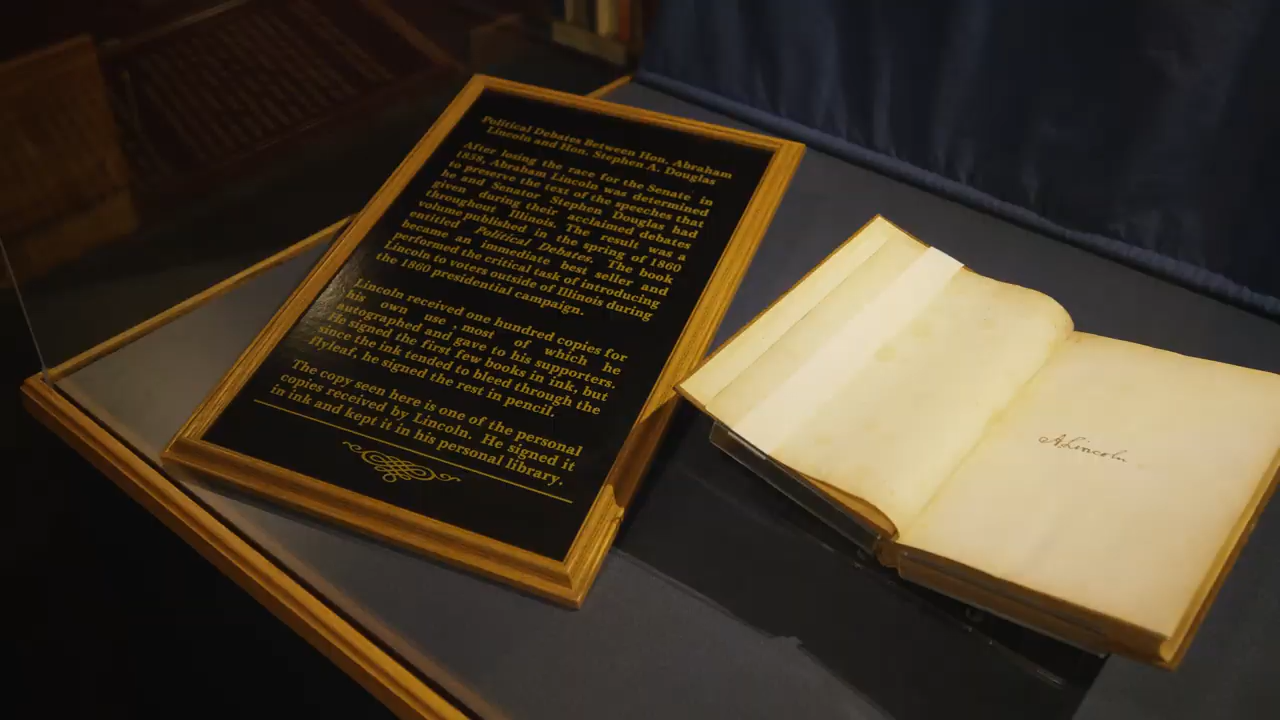 Political Debates Between Hon. Abraham
Lincoln and Hon. Stephen A. Douglas
After losing the race for the Senate in
1858, Abraham Lincoln was determined
to preserve the text of the speeches that
he and Senator Stephen Douglas had
given during their acclaimed debates
throughout Illinois. The result was a
volume published in the spring of 1860
entitled Political Debates. The book
became an immediate best seller and
performed the critical task of introducing
Lincoln to voters outside of Illinois during
the 1860 presidential campaign.
Lincoln received one hundred copies for
his own use , most of which he
autographed and gave to his supporters.
He signed the first few books in ink, but
since the ink tended to bleed through the
flyleaf, he signed the rest in pencil.
The copy seen here is one of the personal
copies received by Lincoln. He signed it
in ink and kept it in his personal library.
A Lincoln